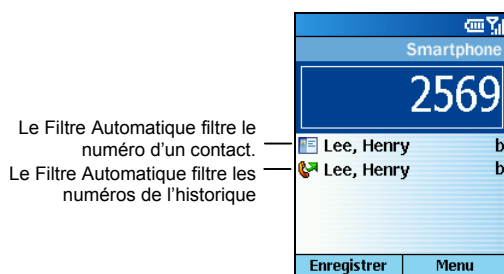 Smartphone
2569
Le Filtre Automatique filtre le
numéro d'un contact.
Lee, Henry b
Le Filtre Automatique filtre les
numéros de l'historique
Lee, Henry b
Enregistrer Menu